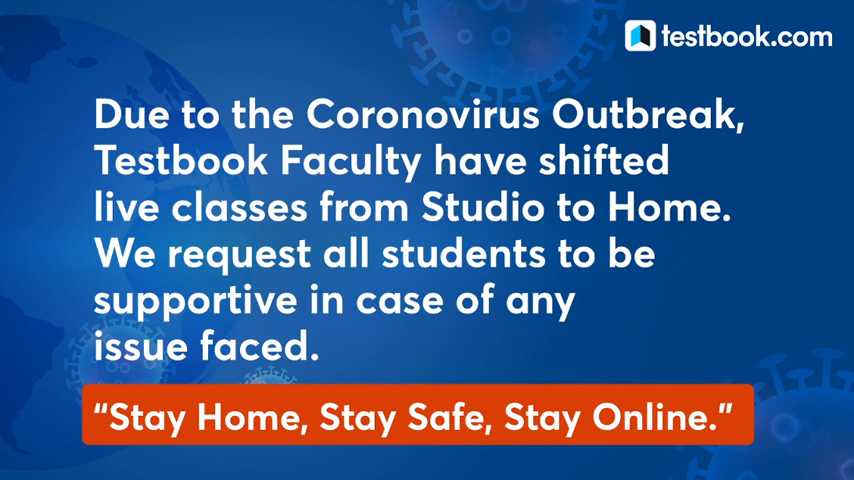 testbook.com
Due to the Coronovirus Outbreak,
Testbook Faculty have shifted
live classes from Studio to Home.
We request all students to be
supportive in case of any
issue faced.
“Stay Home, Stay Safe, Stay Online.”